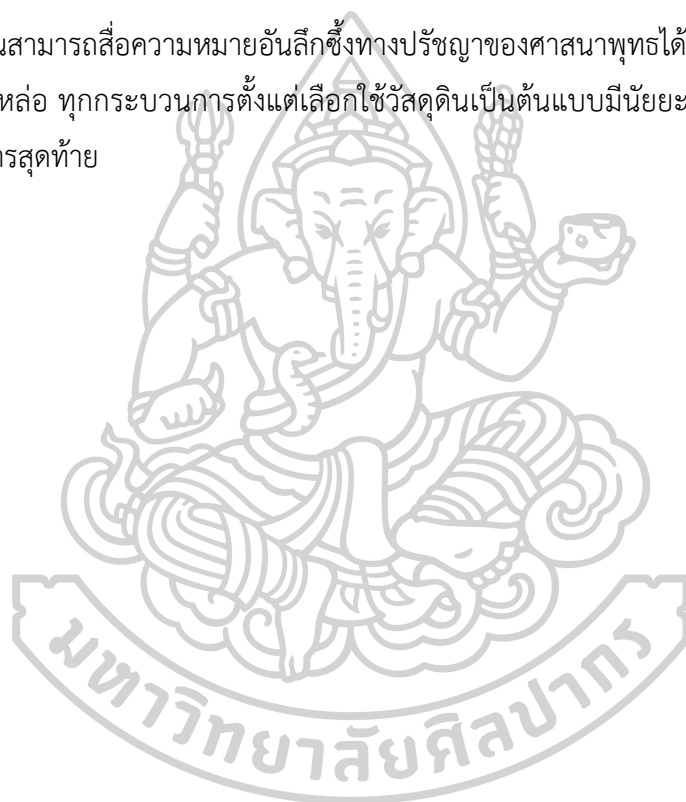 นสามารถสื่อความหมายอันลึกซึ้งทางปรัชญาของศาสนาพุทธได้
หล่อ ทุกกระบวนการตั้งแต่เลือกใช้วัสดุดินเป็นต้นแบบมีนัยยะ
ารสุดท้าย
มหาวิทยาลัยศิลปากร